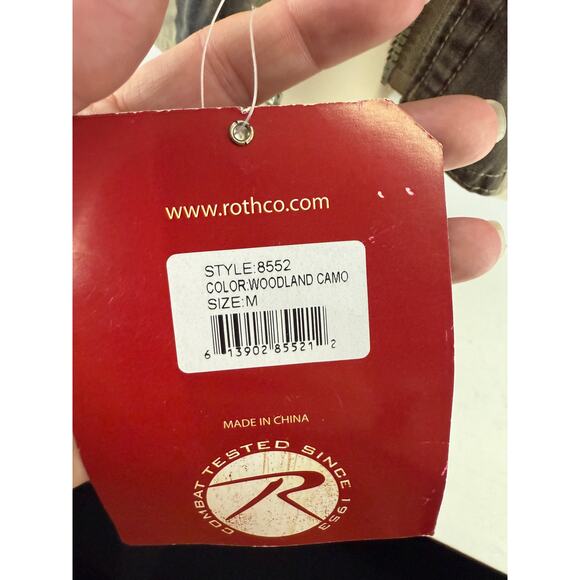 www.rothco.com
STYLE:8552
COLOR:WOODLAND CAMO
SIZE:M
6 13902 85521 2
MADE IN CHINA
COMBAT TESTED SINCE 1953
R